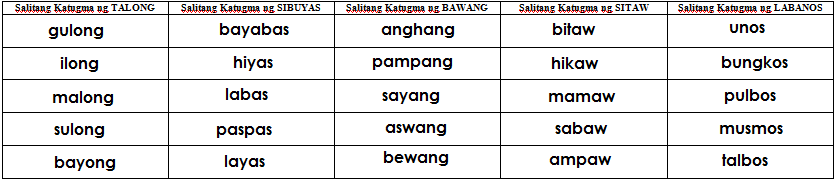 Salitang Katugma ng TALONG Salitang Katugma ng SIBUYAS Salitang Katugma ng BAWANG Salitang Katugma ng SITAW Salitang Katugma ng LABANOS
gulong bayabas anghang bitaw unos
ilong hiyas pampang hikaw bungkos
malong labas sayang mamaw pulbos
sulong paspas aswang sabaw musmos
bayong layas bewang ampaw talbos